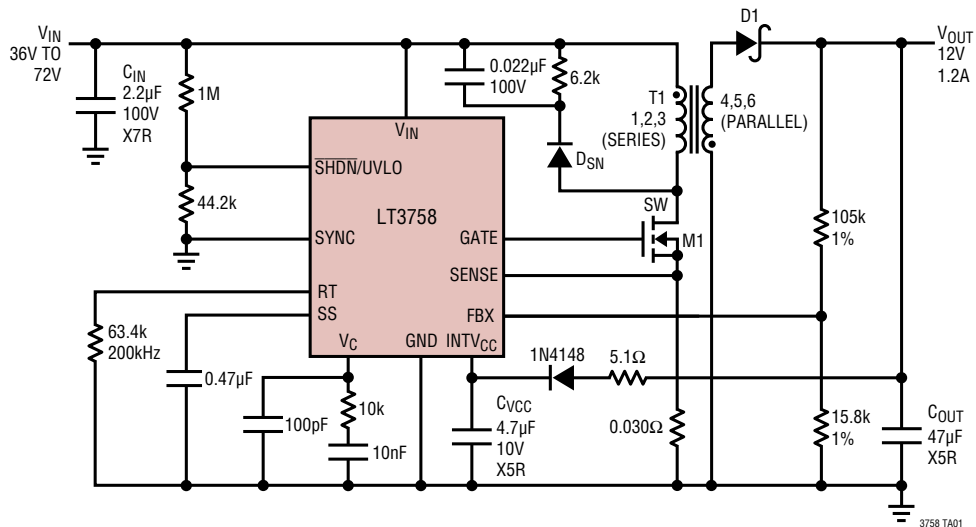 VIN
36V TO
72V
CIN
2.2µF
100V
X7R
1M
44.2k
0.022µF
100V
6.2k
DSN
T1
1,2,3
(SERIES)
4,5,6
(PARALLEL)
D1
VOUT
12V
1.2A
VIN
SHDN/UVLO
LT3758
SYNC
GATE
SENSE
RT
SS
FBX
VC
GND
INTVCC
SW
M1
105k
1%
63.4k
200kHz
0.47µF
100pF
10k
10nF
1N4148
5.1Ω
CVCC
4.7µF
10V
X5R
0.030Ω
15.8k
1%
COUT
47µF
X5R
3758 TA01